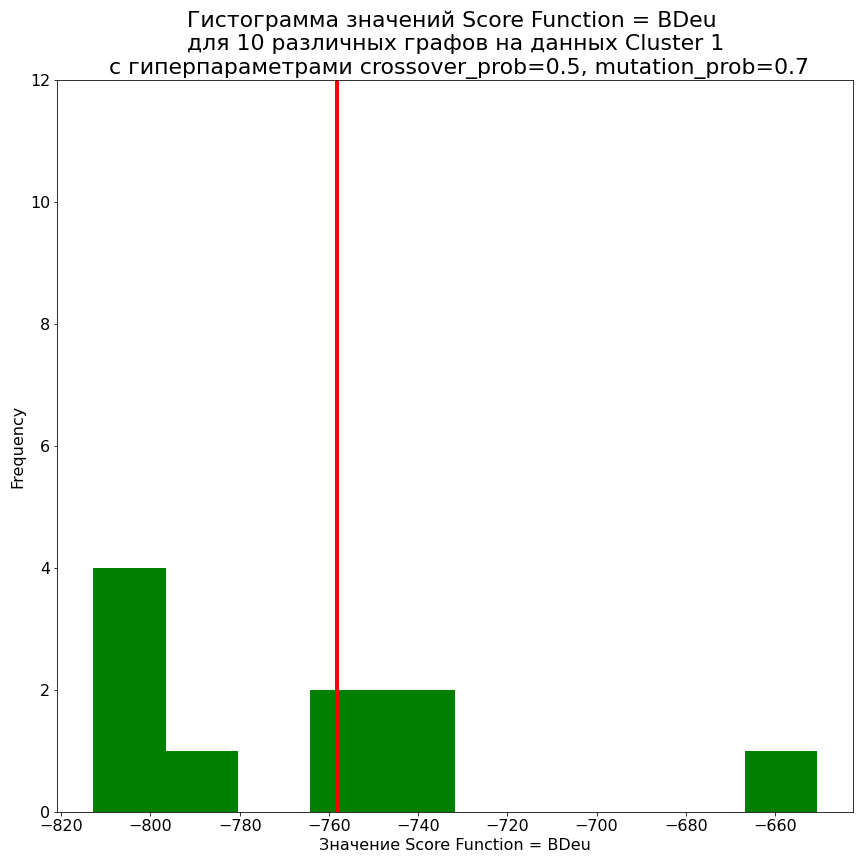 Гистограмма значений Score Function = BDeu
для 10 различных графов на данных Cluster 1
с гиперпараметрами crossover_prob=0.5, mutation_prob=0.7
12
10
8
6
4
2
0
Frequency
−820 −800 −780 −760 −740 −720 −700 −680 −660
Значение Score Function = BDeu